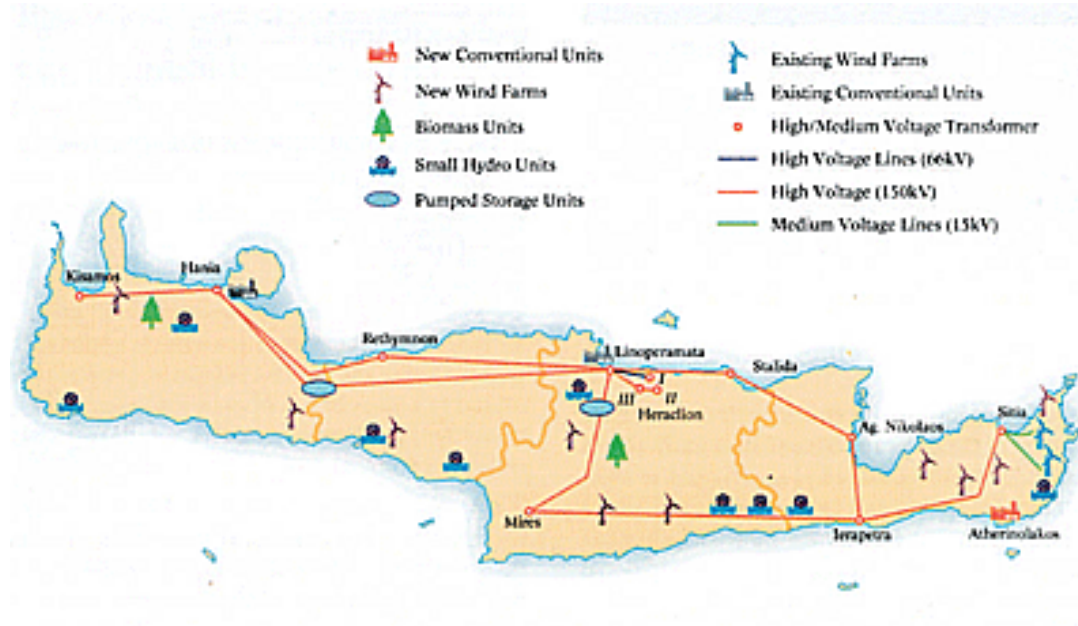 New Conventional Units
New Wind Farms
Biomass Units
Small Hydro Units
Pumped Storage Units
Existing Wind Farms
Existing Conventional Units
High/Medium Voltage Transformer
High Voltage Lines (66kV)
High Voltage (150kV)
Medium Voltage Lines (15kV)
Kisamos
Hania
Rethymnon
Linoperamata
Stalida
I
III
II
Heraclion
Ag. Nikolaos
Sitia
Mires
Ierapetra
Atherinolakos